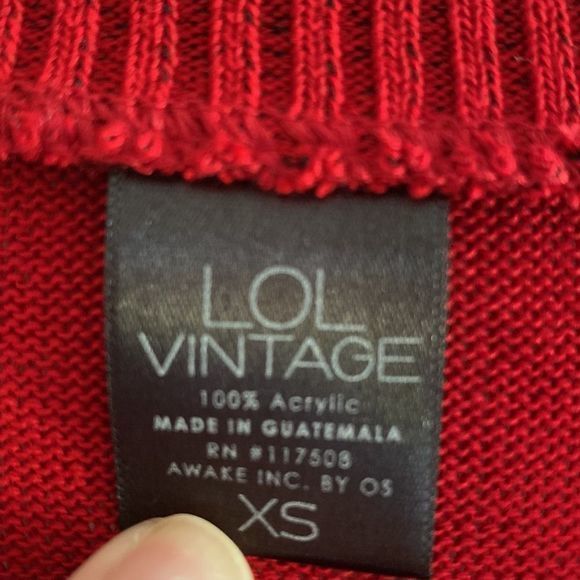 LOL
VINTAGE
100% Acrylic
MADE IN GUATEMALA
RN #117508
AWAKE INC. BY OS
XS